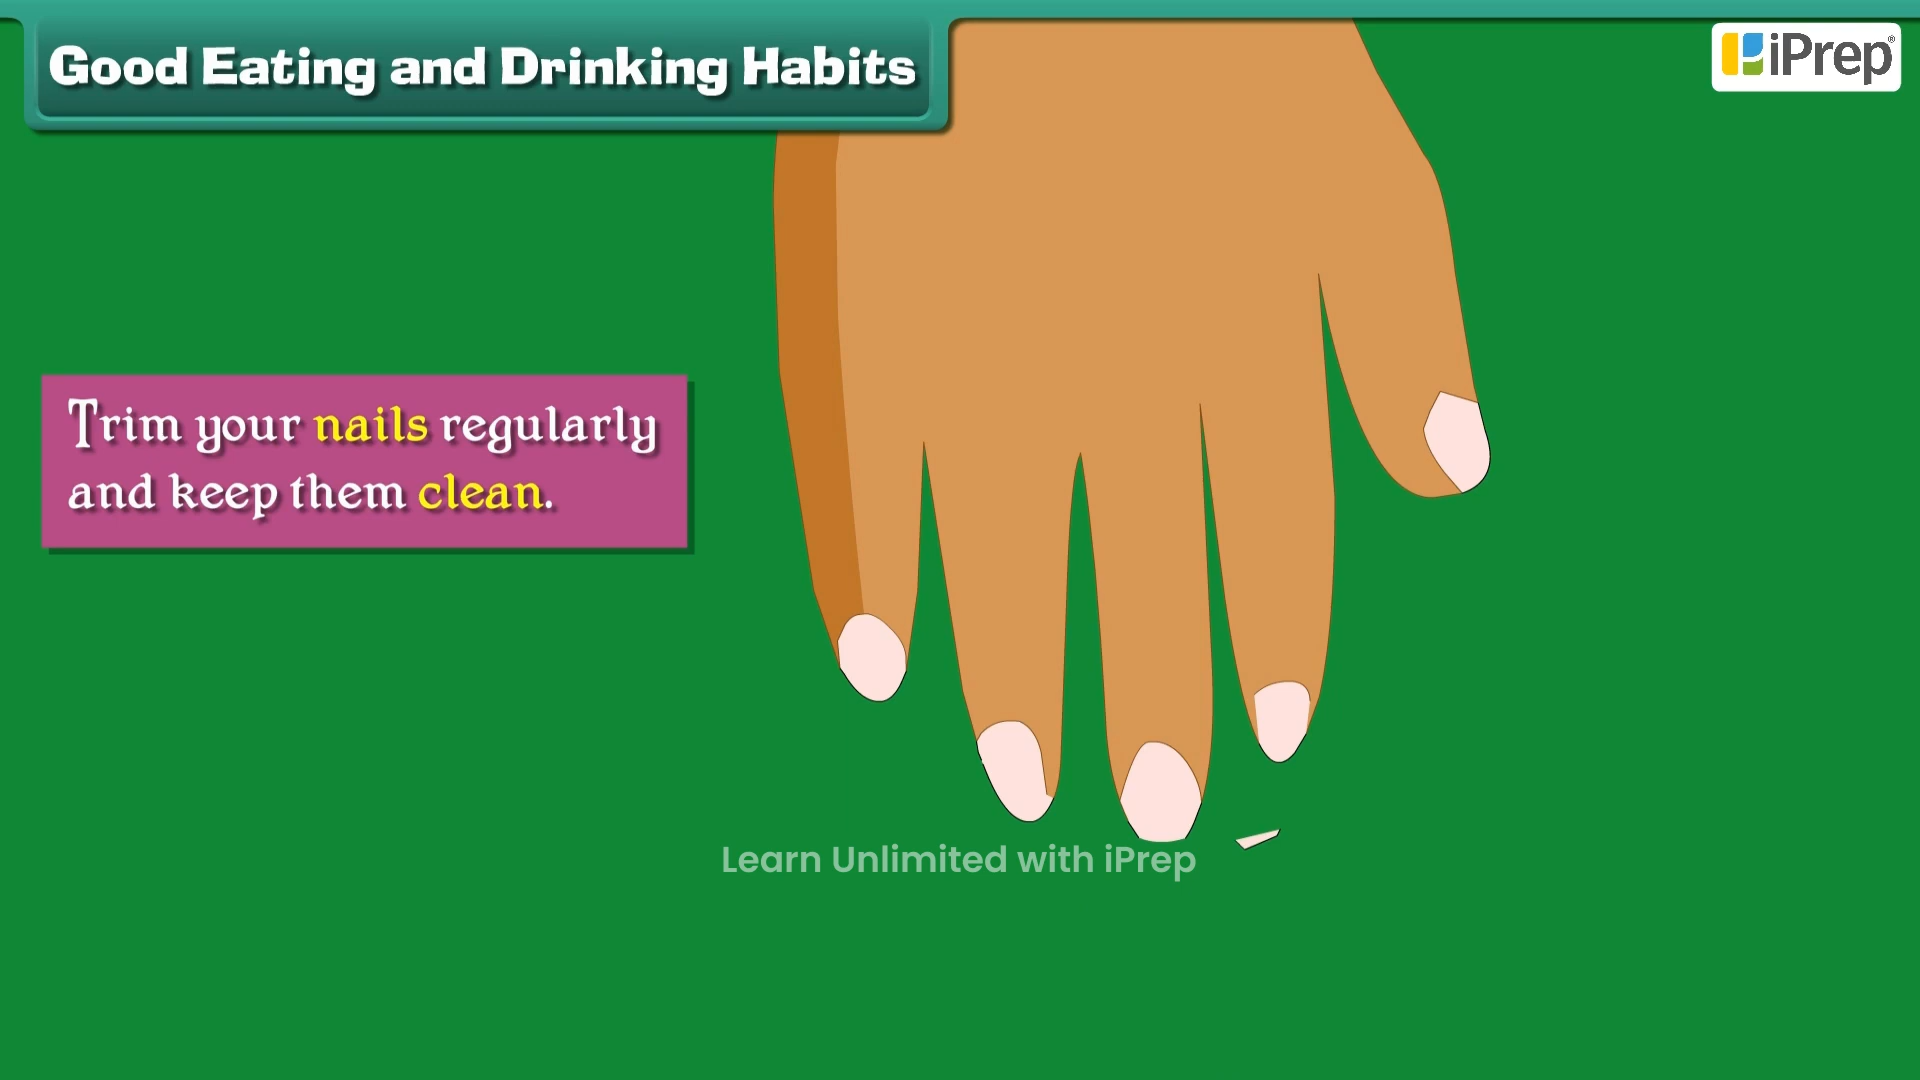 Good Eating and Drinking Habits
iPrep®
Trim your nails regularly
and keep them clean.
Learn Unlimited with iPrep